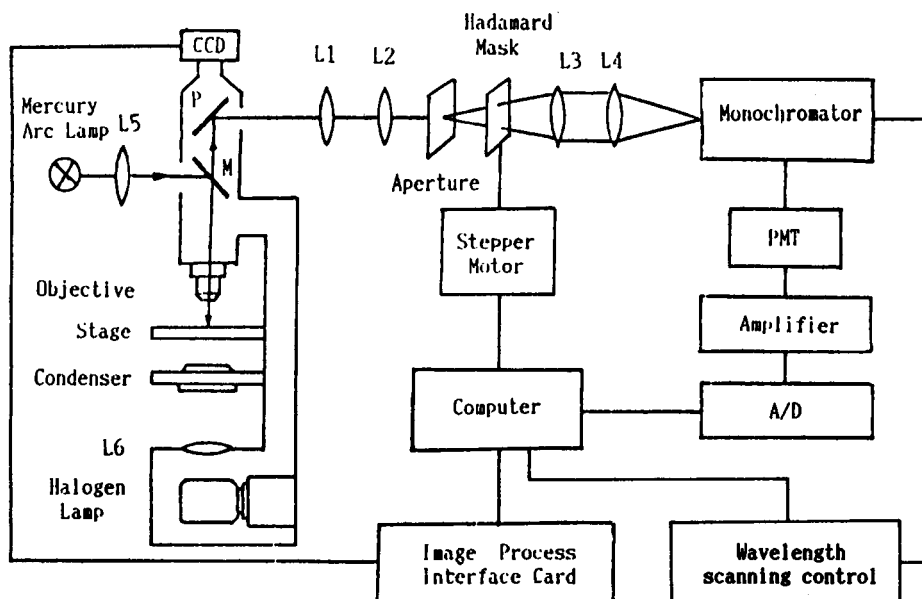 CCD
Hadamard
Mask
L1
L2
L3
L4
P
Mercury
Arc Lamp
L5
M
Monochromator
Aperture
Stepper
Motor
PMT
Objective
Stage
Amplifier
Condenser
Computer
A/D
L6
Halogen
Lamp
Image Process
Interface Card
Wavelength
scanning control